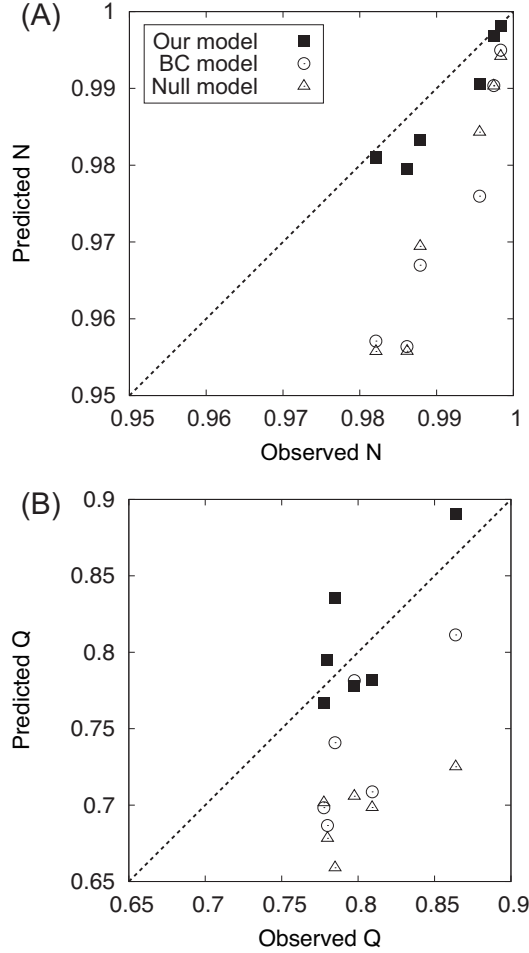 (A)
Our model
BC model
Null model
1
0.99
0.98
0.97
0.96
0.95
Predicted N
0.95 0.96 0.97 0.98 0.99 1
Observed N
(B)
0.9
0.85
0.8
0.75
0.7
0.65
Predicted Q
0.65 0.7 0.75 0.8 0.85 0.9
Observed Q